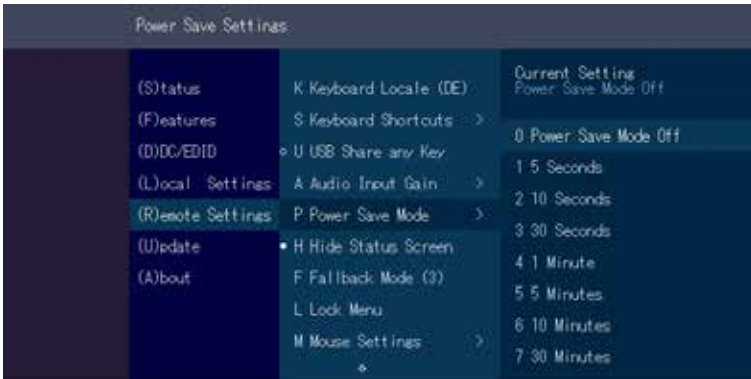 Power Save Settings
(S)tatus
(F)eatures
(D)DC/EDID
(L)ocal Settings
(R)emote Settings
(U)pdate
(A)bout
K Keyboard Locale (DE)
S Keyboard Shortcuts >
U USB Share any Key
A Audio Input Gain >
P Power Save Mode >
H Hide Status Screen
F Fallback Mode (3)
L Lock Menu
M Mouse Settings >
Current Setting
Power Save Mode Off
0 Power Save Mode Off
1 5 Seconds
2 10 Seconds
3 30 Seconds
4 1 Minute
5 5 Minutes
6 10 Minutes
7 30 Minutes